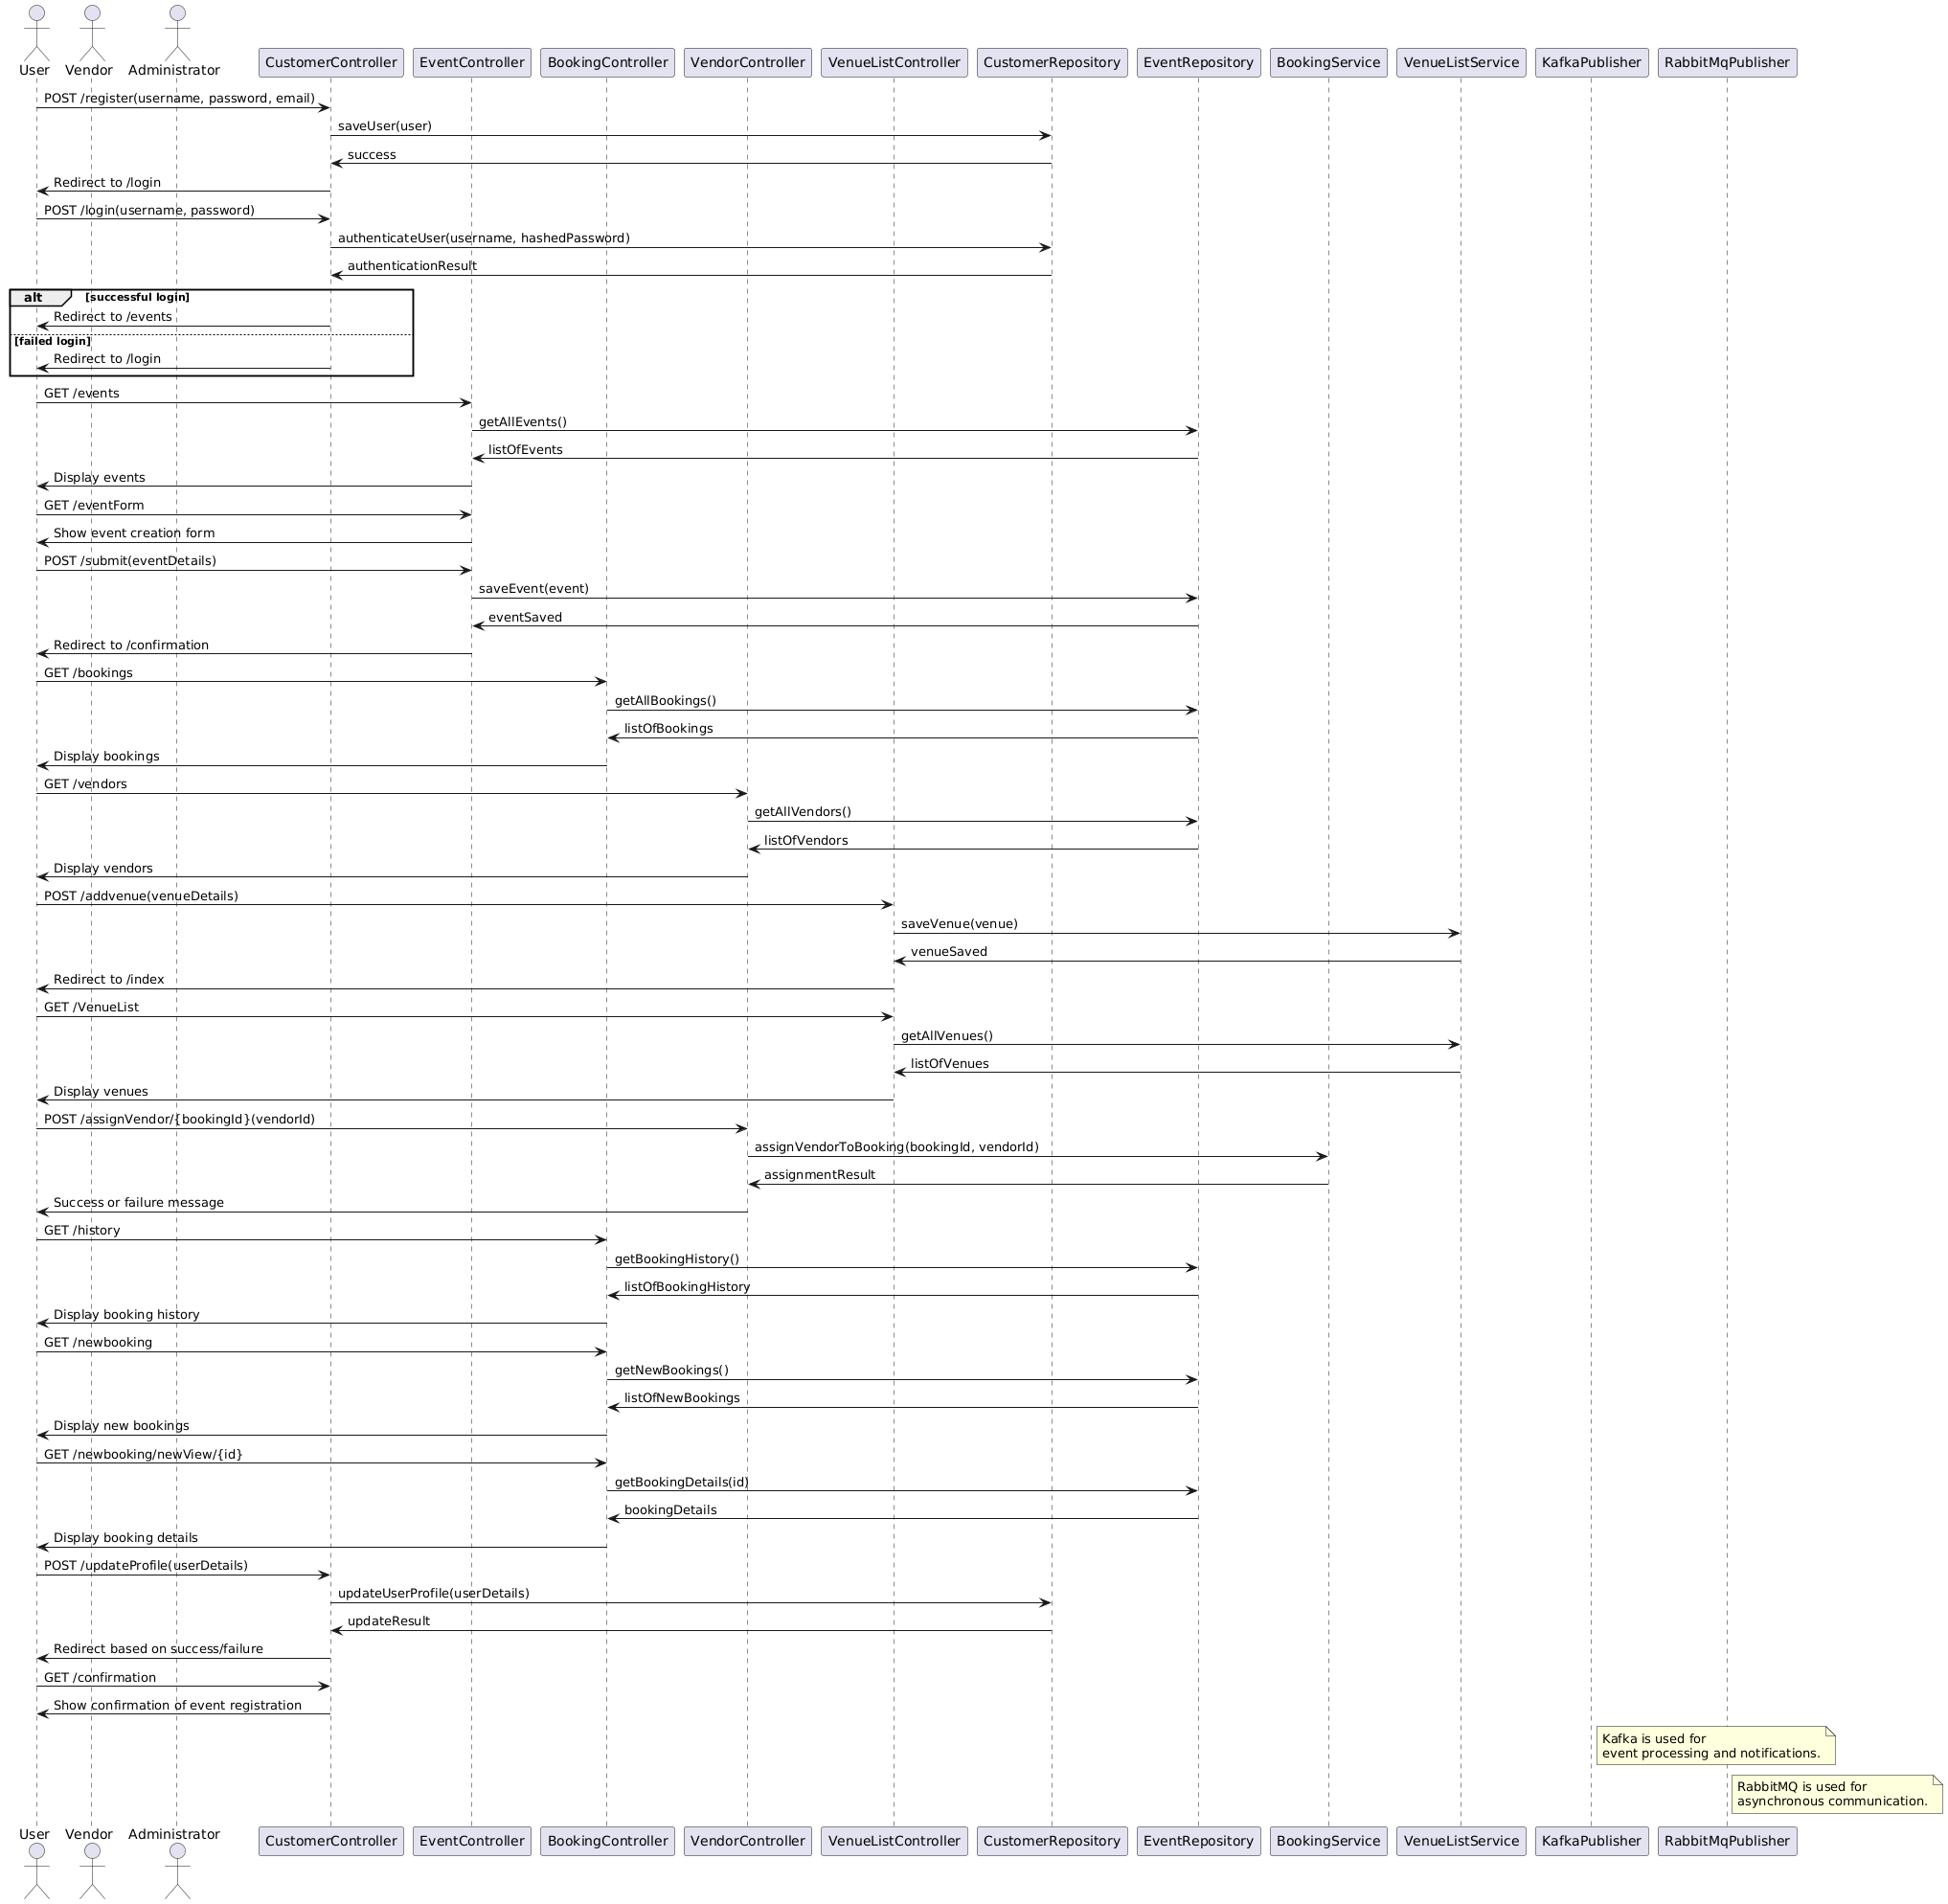 User
Vendor
Administrator
CustomerController
EventController
BookingController
VendorController
VenueListController
CustomerRepository
EventRepository
BookingService
VenueListService
KafkaPublisher
RabbitMqPublisher
POST /register(username, password, email)
saveUser(user)
success
Redirect to /login
POST /login(username, password)
authenticateUser(username, hashedPassword)
authenticationResult
alt [successful login]
Redirect to /events
[failed login]
Redirect to /login
GET /events
getAllEvents()
listOfEvents
Display events
GET /eventForm
Show event creation form
POST /submit(eventDetails)
saveEvent(event)
eventSaved
Redirect to /confirmation
GET /bookings
getAllBookings()
listOfBookings
Display bookings
GET /vendors
getAllVendors()
listOfVendors
Display vendors
POST /addvenue(venueDetails)
saveVenue(venue)
venueSaved
Redirect to /index
GET /VenueList
getAllVenues()
listOfVenues
Display venues
POST /assignVendor/{bookingId}(vendorId)
assignVendorToBooking(bookingId, vendorId)
assignmentResult
Success or failure message
GET /history
getBookingHistory()
listOfBookingHistory
Display booking history
GET /newbooking
getNewBookings()
listOfNewBookings
Display new bookings
GET /newbooking/newView/{id}
getBookingDetails(id)
bookingDetails
Display booking details
POST /updateProfile(userDetails)
updateUserProfile(userDetails)
updateResult
Redirect based on success/failure
GET /confirmation
Show confirmation of event registration
Kafka is used for
event processing and notifications.
RabbitMQ is used for
asynchronous communication.
User
Vendor
Administrator
CustomerController
EventController
BookingController
VendorController
VenueListController
CustomerRepository
EventRepository
BookingService
VenueListService
KafkaPublisher
RabbitMqPublisher